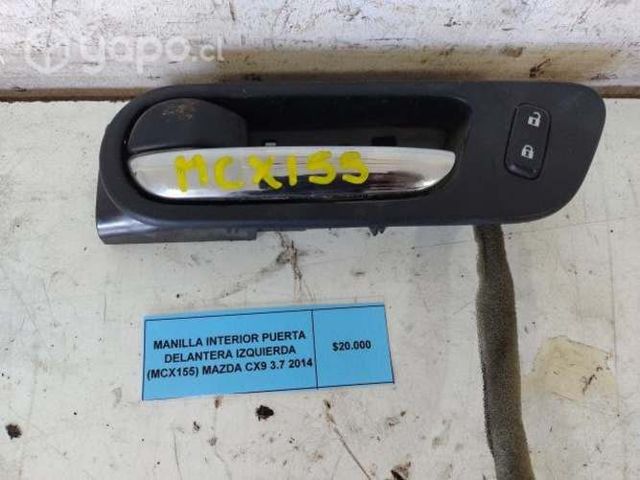 yapo.cl
MCX155
MANILLA INTERIOR PUERTA
DELANTERA IZQUIERDA
(MCX155) MAZDA CX9 3.7 2014
$20.000